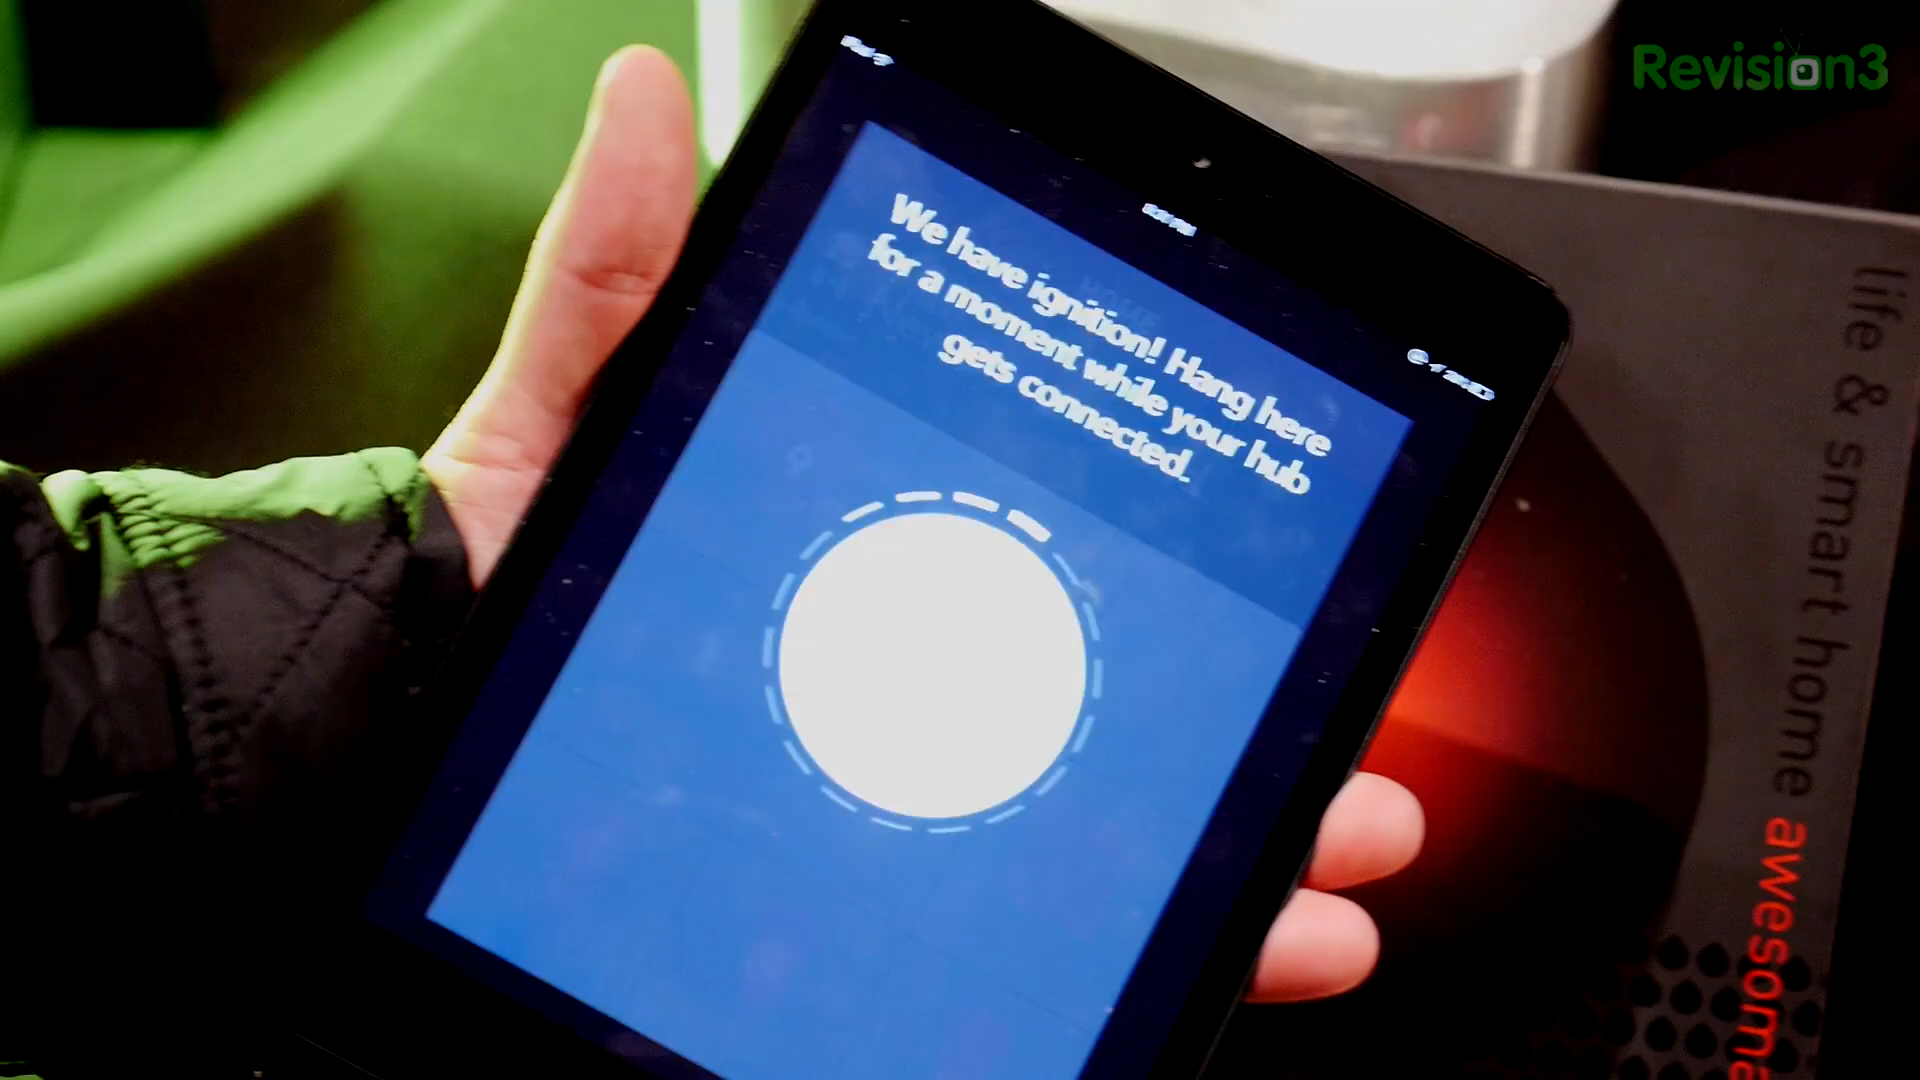 Revision3
We have ignition! Hang here
for a moment while your hub
gets connected.
life & smart home awesoma